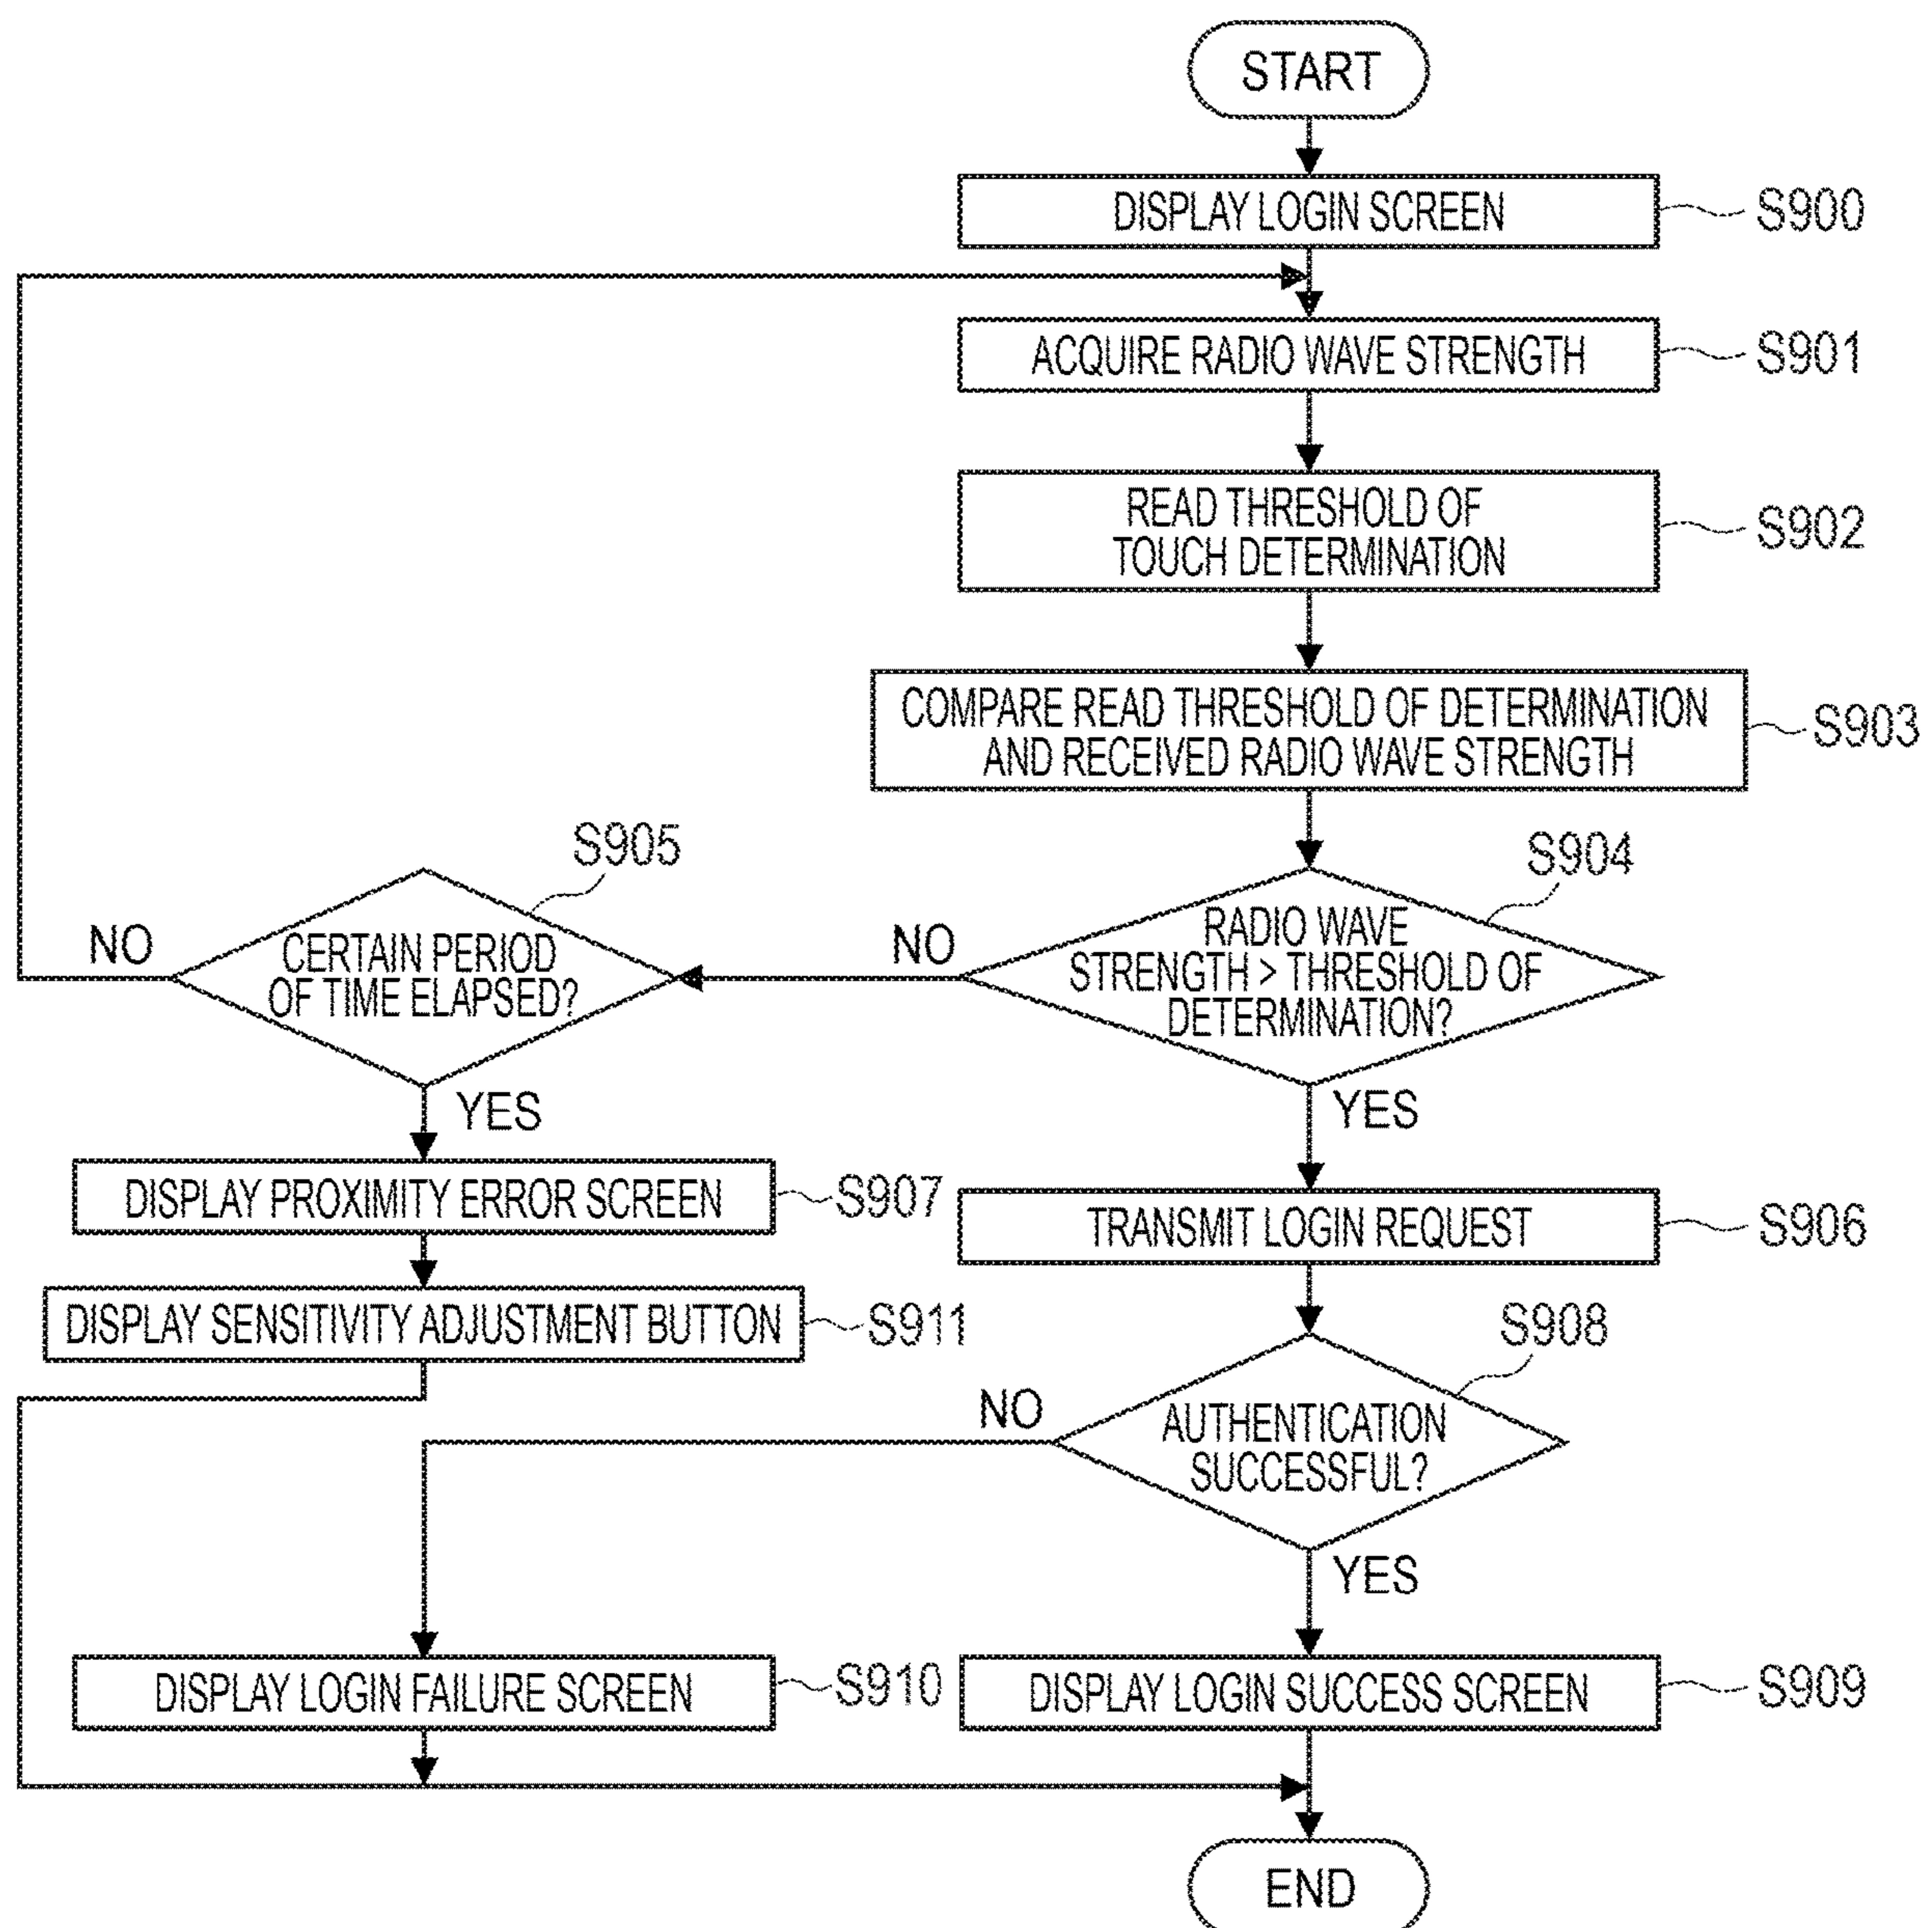 START
DISPLAY LOGIN SCREEN
S900
ACQUIRE RADIO WAVE STRENGTH
S901
READ THRESHOLD OF
TOUCH DETERMINATION
S902
COMPARE READ THRESHOLD OF DETERMINATION
AND RECEIVED RADIO WAVE STRENGTH
S903
S904
RADIO WAVE
STRENGTH > THRESHOLD OF
DETERMINATION?
NO
YES
S905
CERTAIN PERIOD
OF TIME ELAPSED?
NO
YES
DISPLAY PROXIMITY ERROR SCREEN
S907
TRANSMIT LOGIN REQUEST
S906
DISPLAY SENSITIVITY ADJUSTMENT BUTTON
S911
S908
AUTHENTICATION
SUCCESSFUL?
NO
YES
DISPLAY LOGIN FAILURE SCREEN
S910
DISPLAY LOGIN SUCCESS SCREEN
S909
END